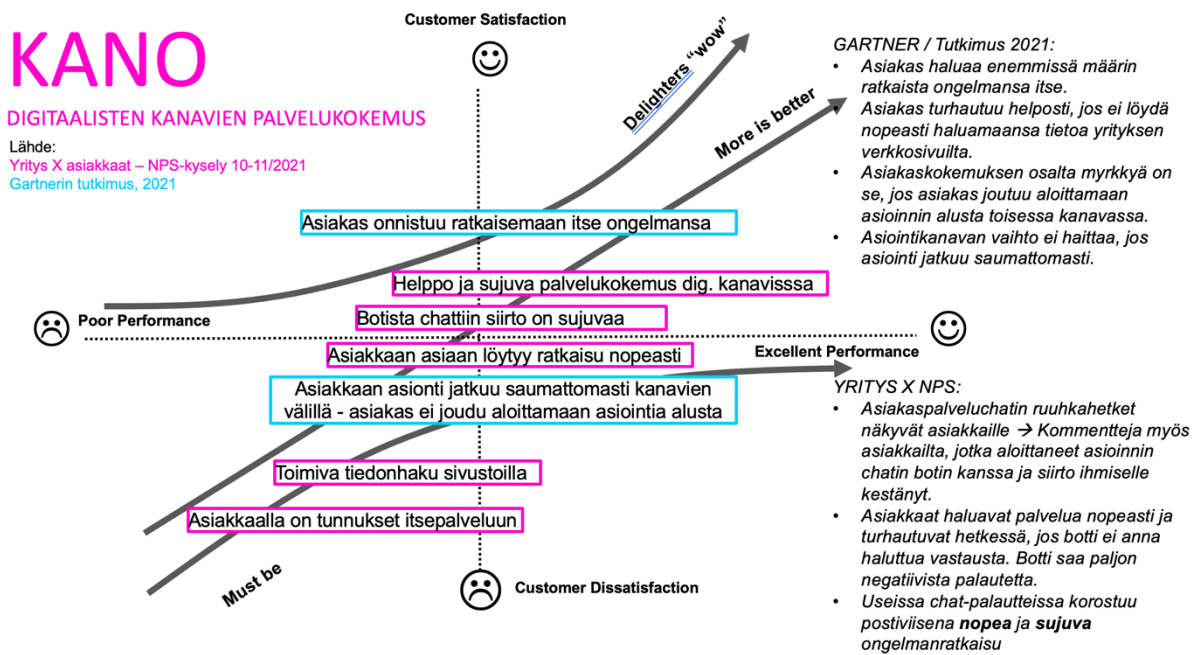 KANO
DIGITAALISTEN KANAVIEN PALVELUKOKEMUS
Lähde:
Yritys X asiakkaat – NPS-kysely 10-11/2021
Gartnerin tutkimus, 2021
Customer Satisfaction
Delighters “wow”
More is better
Asiakas onnistuu ratkaisemaan itse ongelmansa
Helppo ja sujuva palvelukokemus dig. kanavisssa
Poor Performance
Botista chattiin siirto on sujuvaa
Asiakkaan asiaan löytyy ratkaisu nopeasti
Excellent Performance
Asiakkaan asionti jatkuu saumattomasti kanavien
välillä - asiakas ei joudu aloittamaan asiointia alusta
Toimiva tiedonhaku sivustoilla
Asiakkaalla on tunnukset itsepalveluun
Must be
Customer Dissatisfaction
GARTNER / Tutkimus 2021:
• Asiakas haluaa enemmissä määrin
ratkaista ongelmansa itse.
• Asiakas turhautuu helposti, jos ei löydä
nopeasti haluamaansa tietoa yrityksen
verkkosivuilta.
• Asiakaskokemuksen osalta myrkkyä on
se, jos asiakas joutuu aloittamaan
asioinnin alusta toisessa kanavassa.
• Asiointikanavan vaihto ei haittaa, jos
asiointi jatkuu saumattomasti.
YRITYS X NPS:
• Asiakaspalveluchatin ruuhkahetket
näkyvät asiakkaille → Kommentteja myös
asiakkailta, jotka aloittaneet asioinnin
chatin botin kanssa ja siirto ihmiselle
kestänyt.
• Asiakkaat haluavat palvelua nopeasti ja
turhautuvat hetkessä, jos botti ei anna
haluttua vastausta. Botti saa paljon
negatiivista palautetta.
• Useissa chat-palautteissa korostuu
postiviisena nopea ja sujuva
ongelmanratkaisu